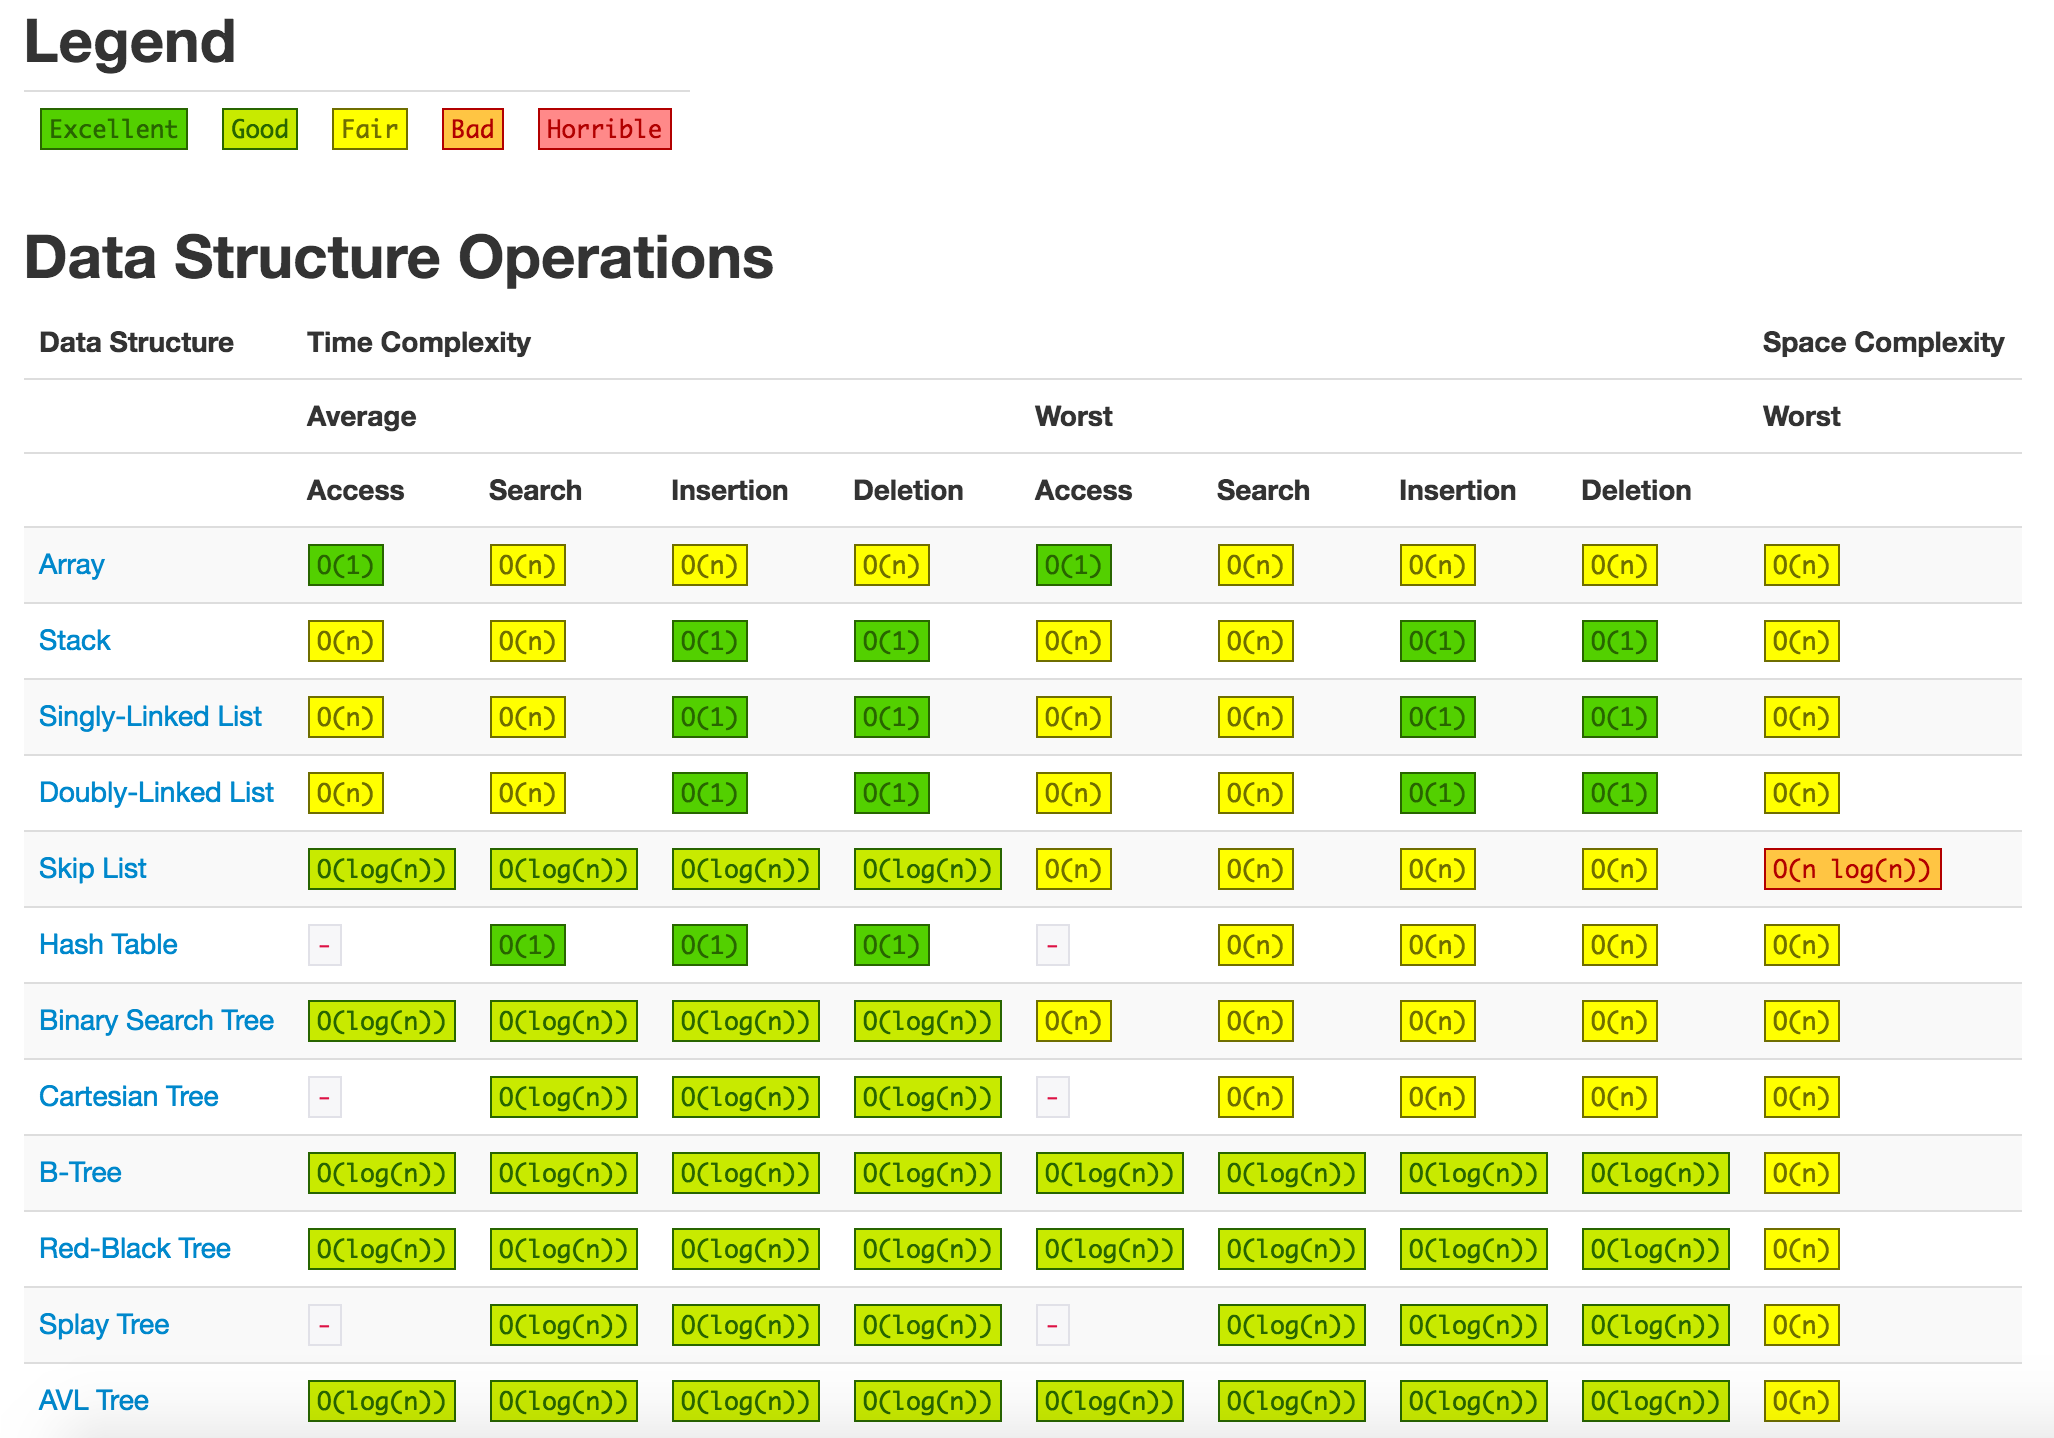 Legend
Excellent Good Fair Bad Horrible
Data Structure Operations
Data Structure Time Complexity Space Complexity
Average Worst Worst
Access Search Insertion Deletion Access Search Insertion Deletion
Array O(1) O(n) O(n) O(n) O(1) O(n) O(n) O(n) O(n)
Stack O(n) O(n) O(1) O(1) O(n) O(n) O(1) O(1) O(n)
Singly-Linked List O(n) O(n) O(1) O(1) O(n) O(n) O(1) O(1) O(n)
Doubly-Linked List O(n) O(n) O(1) O(1) O(n) O(n) O(1) O(1) O(n)
Skip List O(log(n)) O(log(n)) O(log(n)) O(log(n)) O(n) O(n) O(n) O(n) O(n log(n))
Hash Table - O(1) O(1) O(1) - O(n) O(n) O(n) O(n)
Binary Search Tree O(log(n)) O(log(n)) O(log(n)) O(log(n)) O(n) O(n) O(n) O(n) O(n)
Cartesian Tree - O(log(n)) O(log(n)) O(log(n)) - O(n) O(n) O(n) O(n)
B-Tree O(log(n)) O(log(n)) O(log(n)) O(log(n)) O(log(n)) O(log(n)) O(log(n)) O(log(n)) O(n)
Red-Black Tree O(log(n)) O(log(n)) O(log(n)) O(log(n)) O(log(n)) O(log(n)) O(log(n)) O(log(n)) O(n)
Splay Tree - O(log(n)) O(log(n)) O(log(n)) - O(log(n)) O(log(n)) O(log(n)) O(n)
AVL Tree O(log(n)) O(log(n)) O(log(n)) O(log(n)) O(log(n)) O(log(n)) O(log(n)) O(log(n)) O(n)